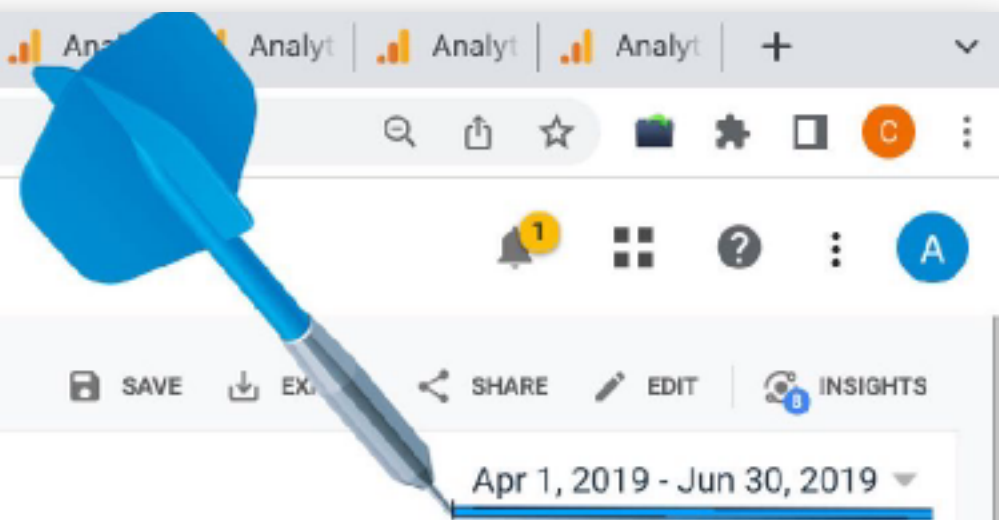 Analyt Analyt Analyt
C
1
A
SAVE SHARE EDIT INSIGHTS
8
Apr 1, 2019 - Jun 30, 2019